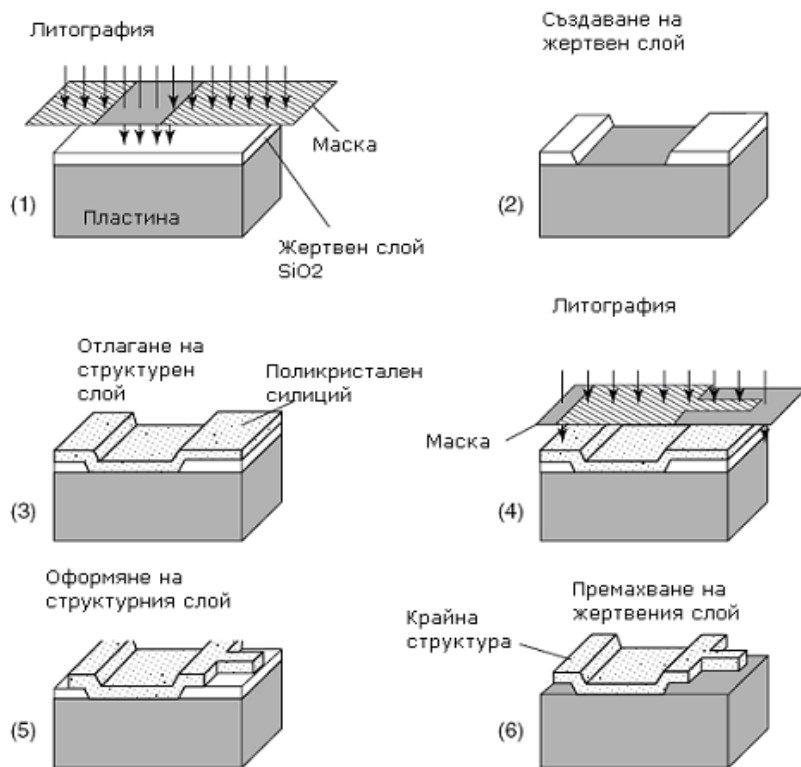 Литография
Маска
(1)
Пластина
Жертвен слой
SiO2
Създаване на
жертвен слой
(2)
Отлагане на
структурен
слой
Поликристален
силиций
(3)
Литография
Маска
(4)
Оформяне на
структурния слой
(5)
Премахване на
жертвения слой
Крайна
структура
(6)